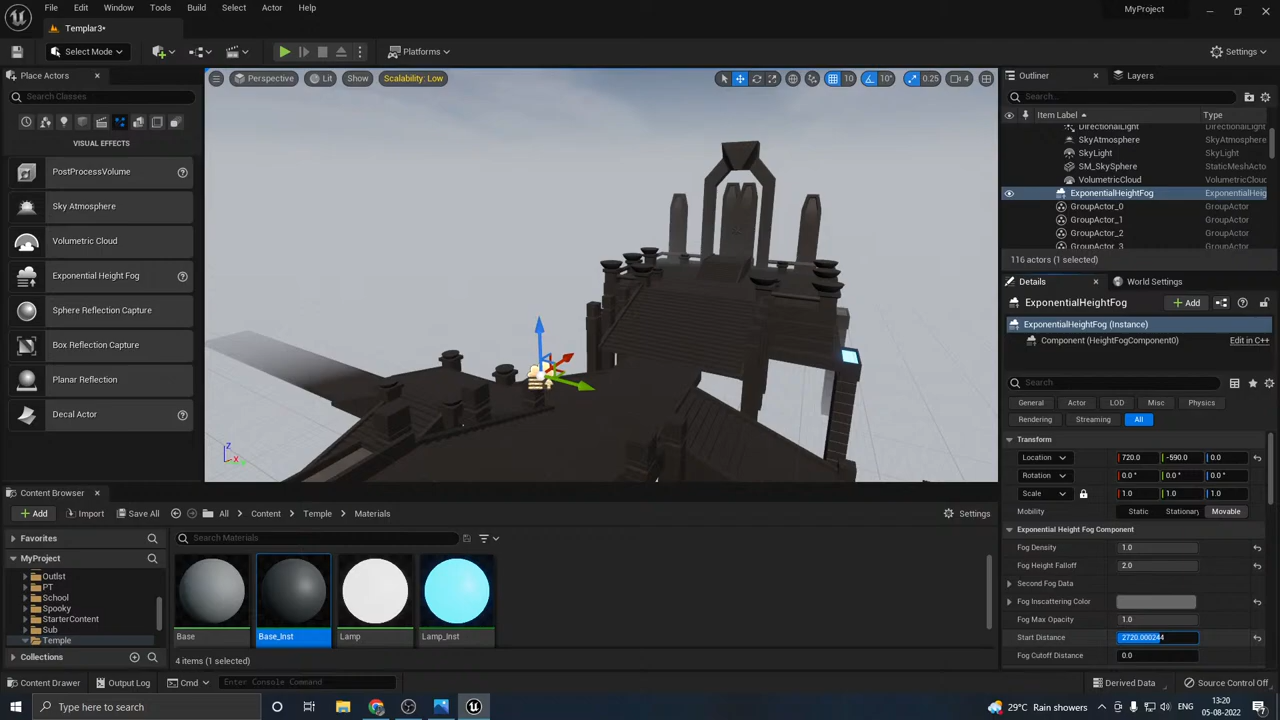 File Edit Window Tools Build Select Actor Help
MyProject
Templar3*
Select Mode
Platforms
Settings
Place Actors
Search Classes
VISUAL EFFECTS
PostProcessVolume
Sky Atmosphere
Volumetric Cloud
Exponential Height Fog
Sphere Reflection Capture
Box Reflection Capture
Planar Reflection
Decal Actor
Perspective Lit Show Scalability: Low
10 10° 0.25 4
Z
X
Outliner Layers
Search...
Item Label Type
DirectionalLight DirectionalLight
SkyAtmosphere SkyAtmosphere
SkyLight SkyLight
SM_SkySphere StaticMeshActor
VolumetricCloud VolumetricCloud
ExponentialHeightFog ExponentialHeig
GroupActor_0 GroupActor
GroupActor_1 GroupActor
GroupActor_2 GroupActor
GroupActor_3 GroupActor
116 actors (1 selected)
Details World Settings
ExponentialHeightFog Add
ExponentialHeightFog (Instance)
Component (HeightFogComponent0) Edit in C++
Search
General Actor LOD Misc Physics
Rendering Streaming All
Transform
Location 720.0 -590.0 0.0
Rotation 0.0° 0.0° 0.0°
Scale 1.0 1.0 1.0
Mobility Static Stationary Movable
Exponential Height Fog Component
Fog Density 1.0
Fog Height Falloff 2.0
Second Fog Data
Fog Inscattering Color
Fog Max Opacity 1.0
Start Distance 2720.000244
Fog Cutoff Distance 0.0
Content Browser
Add Import Save All All Content Temple Materials Settings
Favorites
MyProject
Outlst
PT
School
Spooky
StarterContent
Sub
Temple
Collections
Search Materials
Base Base_Inst Lamp Lamp_Inst
4 items (1 selected)
Content Drawer Output Log Cmd Enter Console Command Derived Data Source Control Off
Type here to search
29°C Rain showers ENG 13:20
05-08-2022